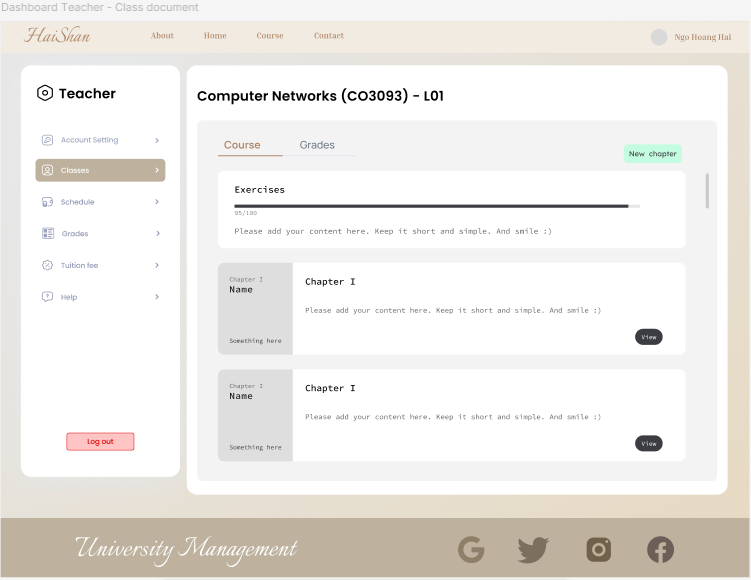 Dashboard Teacher - Class document
HaiShan
About
Home
Course
Contact
Ngo Hoang Hai
Teacher
Account Setting
Classes
Schedule
Grades
Tuition fee
Help
Log out
Computer Networks (CO3093) - L01
Course
Grades
New chapter
Exercises
95/100
Please add your content here. Keep it short and simple. And smile :)
Chapter I
Name
Something here
Chapter I
Please add your content here. Keep it short and simple. And smile :)
View
Chapter I
Name
Something here
Chapter I
Please add your content here. Keep it short and simple. And smile :)
View
University Management